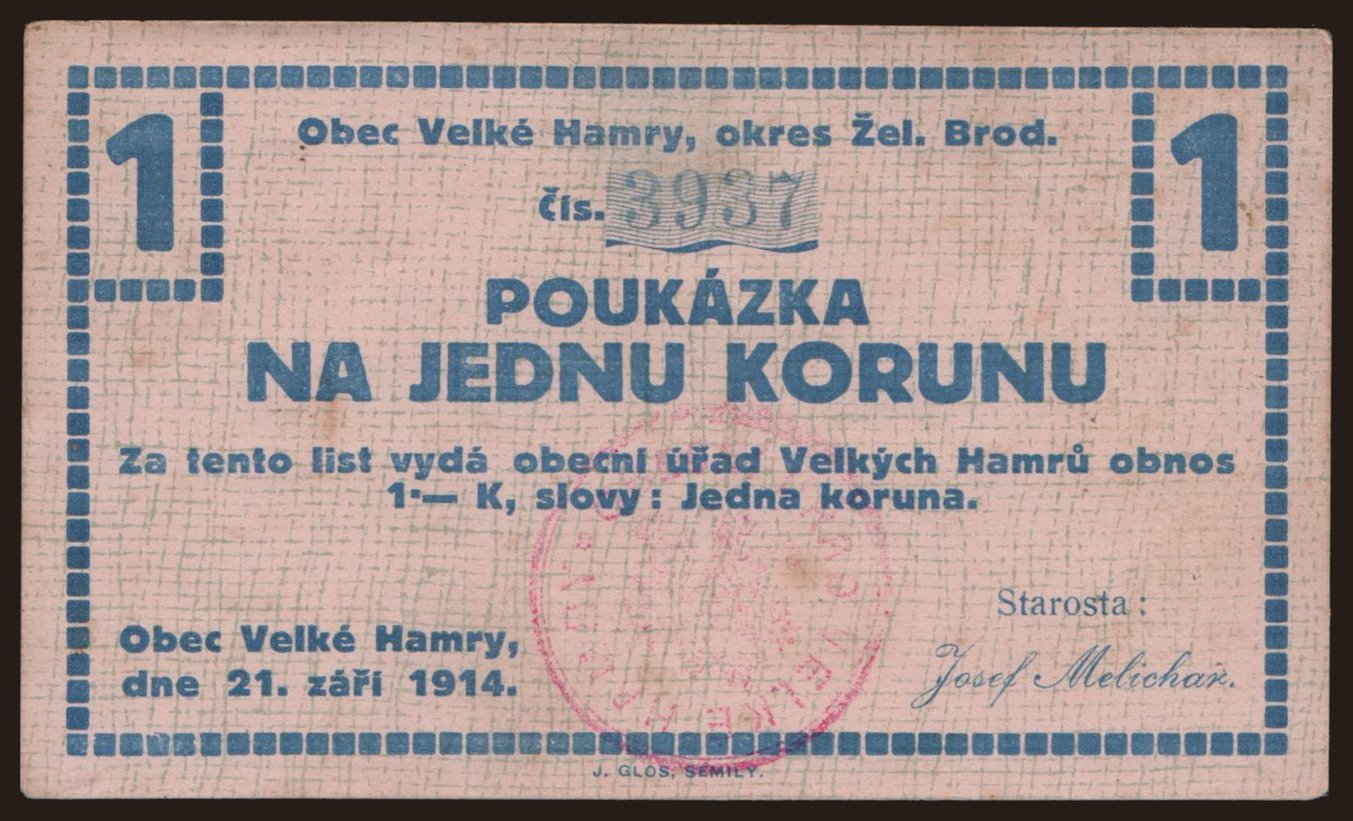 1
1
Obec Velké Hamry, okres Žel. Brod.
čís. 3937
POUKÁZKA
NA JEDNU KORUNU
Za tento list vydá obecní úřad Velkých Hamrů obnos
1·— K, slovy: Jedna koruna.
Starosta:
Obec Velké Hamry,
dne 21. září 1914.
Josef Melichar.
VELKÉ HAMRY
J. GLOS, SEMILY.